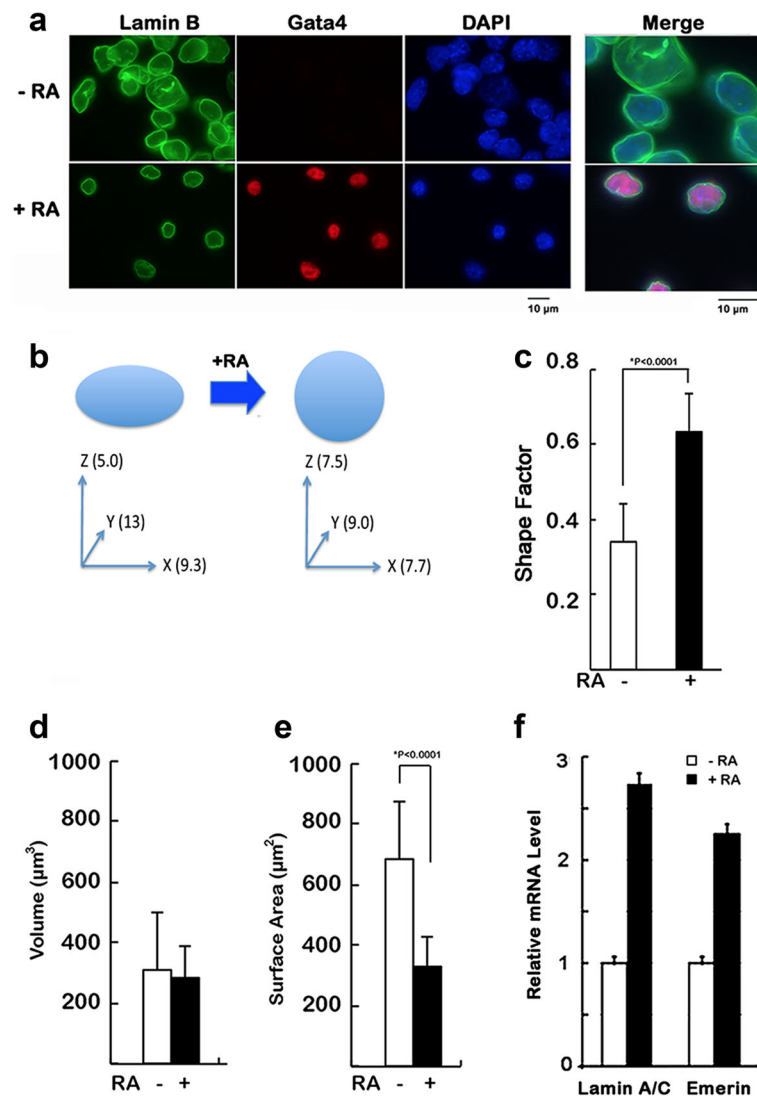 a
Lamin B Gata4 DAPI Merge
- RA
+ RA
10 µm 10 µm
b
+RA
Z (5.0)
Y (13)
X (9.3)
Z (7.5)
Y (9.0)
X (7.7)
c
*P<0.0001
Shape Factor
0.8
0.6
0.4
0.2
RA - +
d
Volume (µm³)
1000
800
600
400
200
RA - +
e
*P<0.0001
Surface Area (µm²)
1000
800
600
400
200
RA - +
f
- RA
+ RA
Relative mRNA Level
3
2
1
0
Lamin A/C Emerin